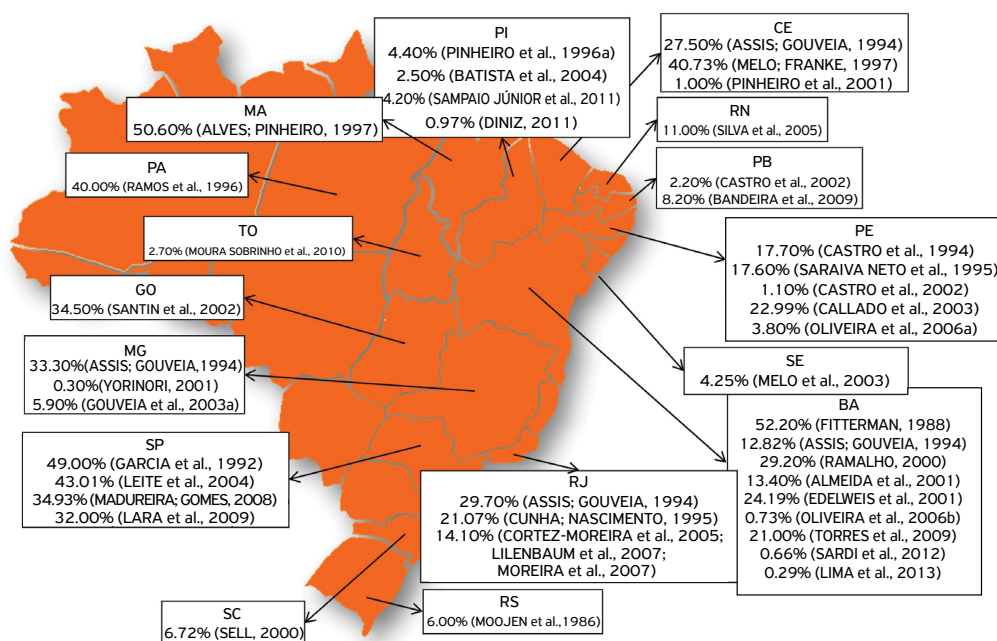 PI
4.40% (PINHEIRO et al., 1996a)
2.50% (BATISTA et al., 2004)
4.20% (SAMPAIO JÚNIOR et al., 2011)
0.97% (DINIZ, 2011)
CE
27.50% (ASSIS; GOUVEIA, 1994)
40.73% (MELO; FRANKE, 1997)
1.00% (PINHEIRO et al., 2001)
MA
50.60% (ALVES; PINHEIRO, 1997)
RN
11.00% (SILVA et al., 2005)
PA
40.00% (RAMOS et al., 1996)
PB
2.20% (CASTRO et al., 2002)
8.20% (BANDEIRA et al., 2009)
TO
2.70% (MOURA SOBRINHO et al., 2010)
PE
17.70% (CASTRO et al., 1994)
17.60% (SARAIVA NETO et al., 1995)
1.10% (CASTRO et al., 2002)
22.99% (CALLADO et al., 2003)
3.80% (OLIVEIRA et al., 2006a)
GO
34.50% (SANTIN et al., 2002)
MG
33.30%(ASSIS; GOUVEIA,1994)
0.30%(YORINORI, 2001)
5.90% (GOUVEIA et al., 2003a)
SE
4.25% (MELO et al., 2003)
BA
52.20% (FITTERMAN, 1988)
12.82% (ASSIS; GOUVEIA, 1994)
29.20% (RAMALHO, 2000)
13.40% (ALMEIDA et al., 2001)
24.19% (EDELWEIS et al., 2001)
0.73% (OLIVEIRA et al., 2006b)
21.00% (TORRES et al., 2009)
0.66% (SARDI et al., 2012)
0.29% (LIMA et al., 2013)
SP
49.00% (GARCIA et al., 1992)
43.01% (LEITE et al., 2004)
34.93% (MADUREIRA; GOMES, 2008)
32.00% (LARA et al., 2009)
RJ
29.70% (ASSIS; GOUVEIA, 1994)
21.07% (CUNHA; NASCIMENTO, 1995)
14.10% (CORTEZ-MOREIRA et al., 2005;
LILENBAUM et al., 2007;
MOREIRA et al., 2007)
SC
6.72% (SELL, 2000)
RS
6.00% (MOOJEN et al.,1986)